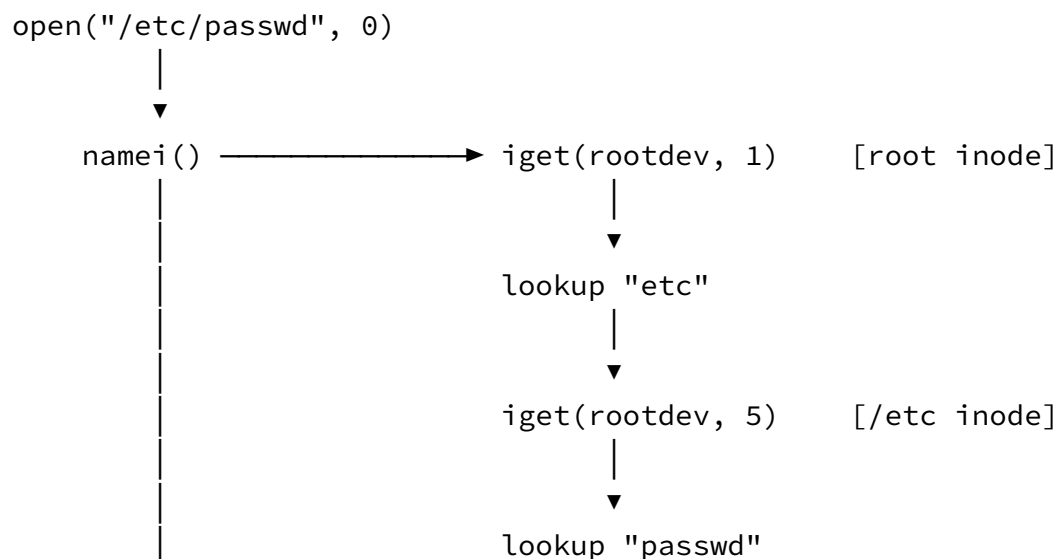 open("/etc/passwd", 0)
namei() iget(rootdev, 1) [root inode]
lookup "etc"
iget(rootdev, 5) [/etc inode]
lookup "passwd"